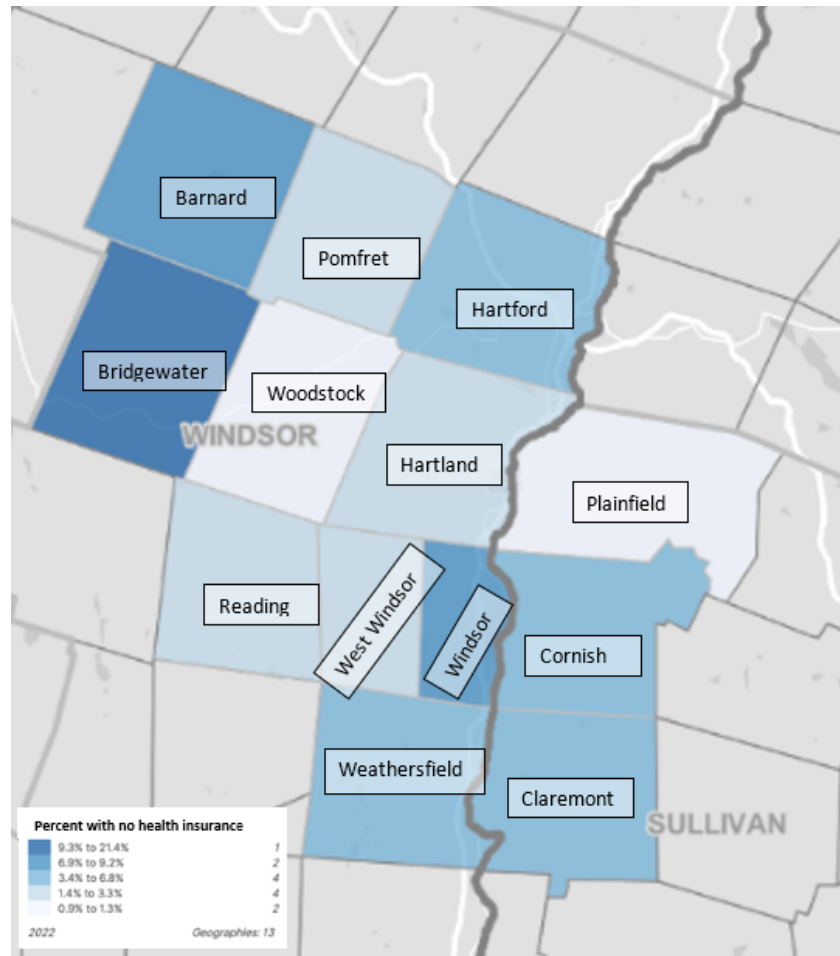 Barnard
Pomfret
Hartford
Bridgewater
Woodstock
WINDSOR
Hartland
Plainfield
Reading
West Windsor
Windsor
Cornish
Weathersfield
Claremont
SULLIVAN
Percent with no health insurance
9.3% to 21.4% 1
6.9% to 9.2% 2
3.4% to 6.8% 4
1.4% to 3.3% 4
0.9% to 1.3% 2
2022 Geographies: 13